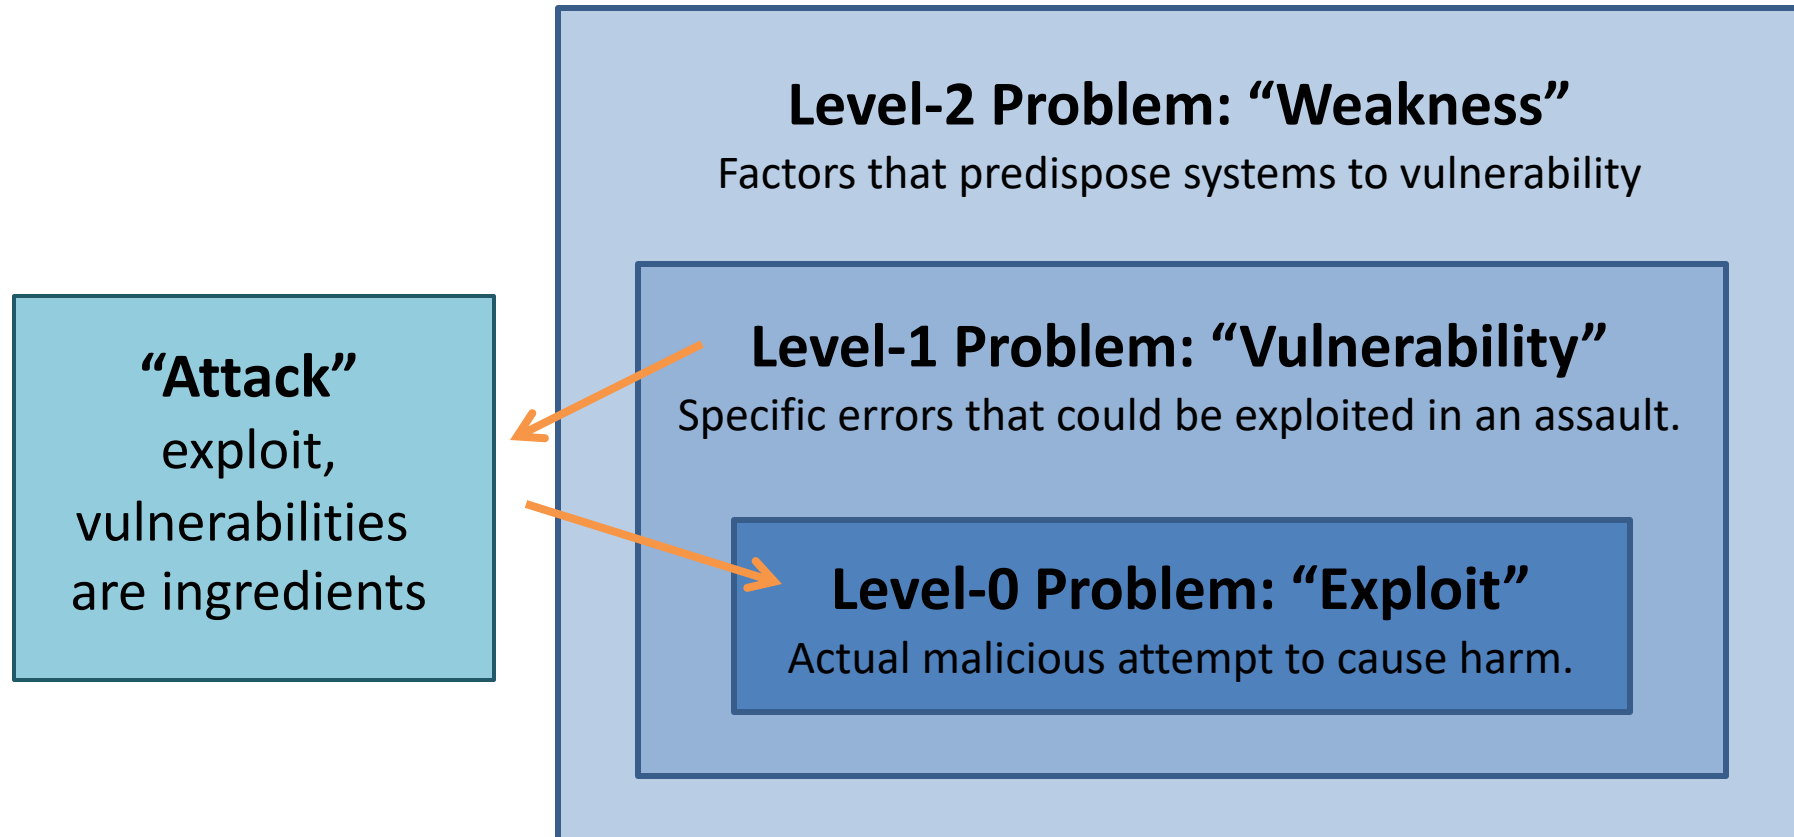 Level-2 Problem: “Weakness”
Factors that predispose systems to vulnerability
Level-1 Problem: “Vulnerability”
Specific errors that could be exploited in an assault.
Level-0 Problem: “Exploit”
Actual malicious attempt to cause harm.
“Attack”
exploit,
vulnerabilities
are ingredients